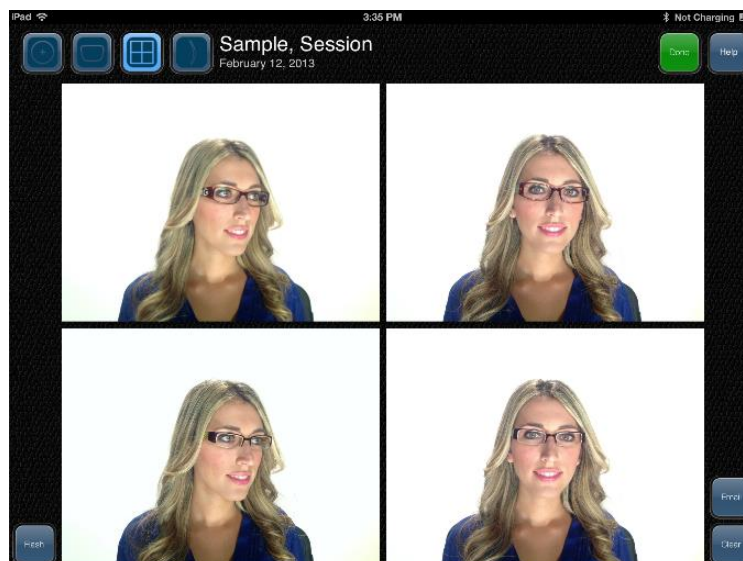 iPad
3:35 PM
Not Charging
Sample, Session
February 12, 2013
Done
Help
Email
Flash
Clear